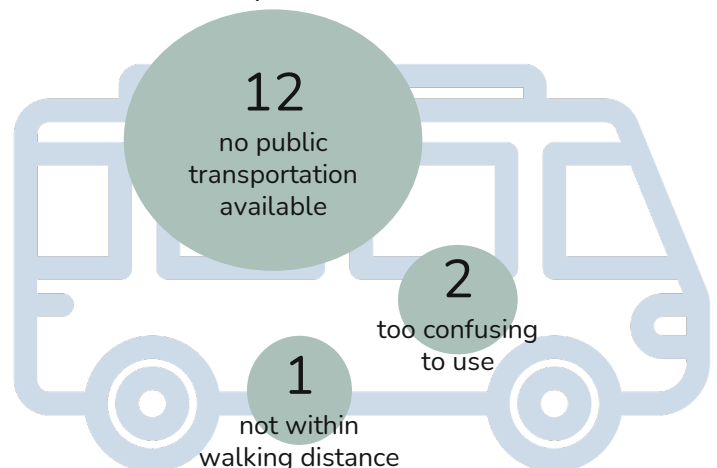 12
no public
transportation
available
2
too confusing
to use
1
not within
walking distance